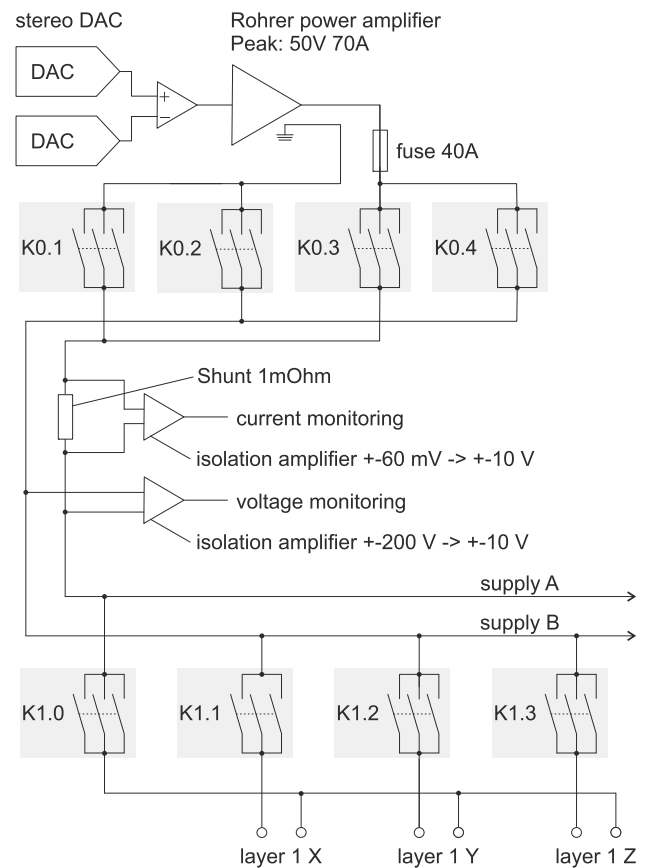 stereo DAC
Rohrer power amplifier
Peak: 50V 70A
DAC
+
−
DAC
fuse 40A
K0.1
K0.2
K0.3
K0.4
Shunt 1mOhm
current monitoring
isolation amplifier +-60 mV -> +-10 V
voltage monitoring
isolation amplifier +-200 V -> +-10 V
supply A
supply B
K1.0
K1.1
K1.2
K1.3
layer 1 X
layer 1 Y
layer 1 Z